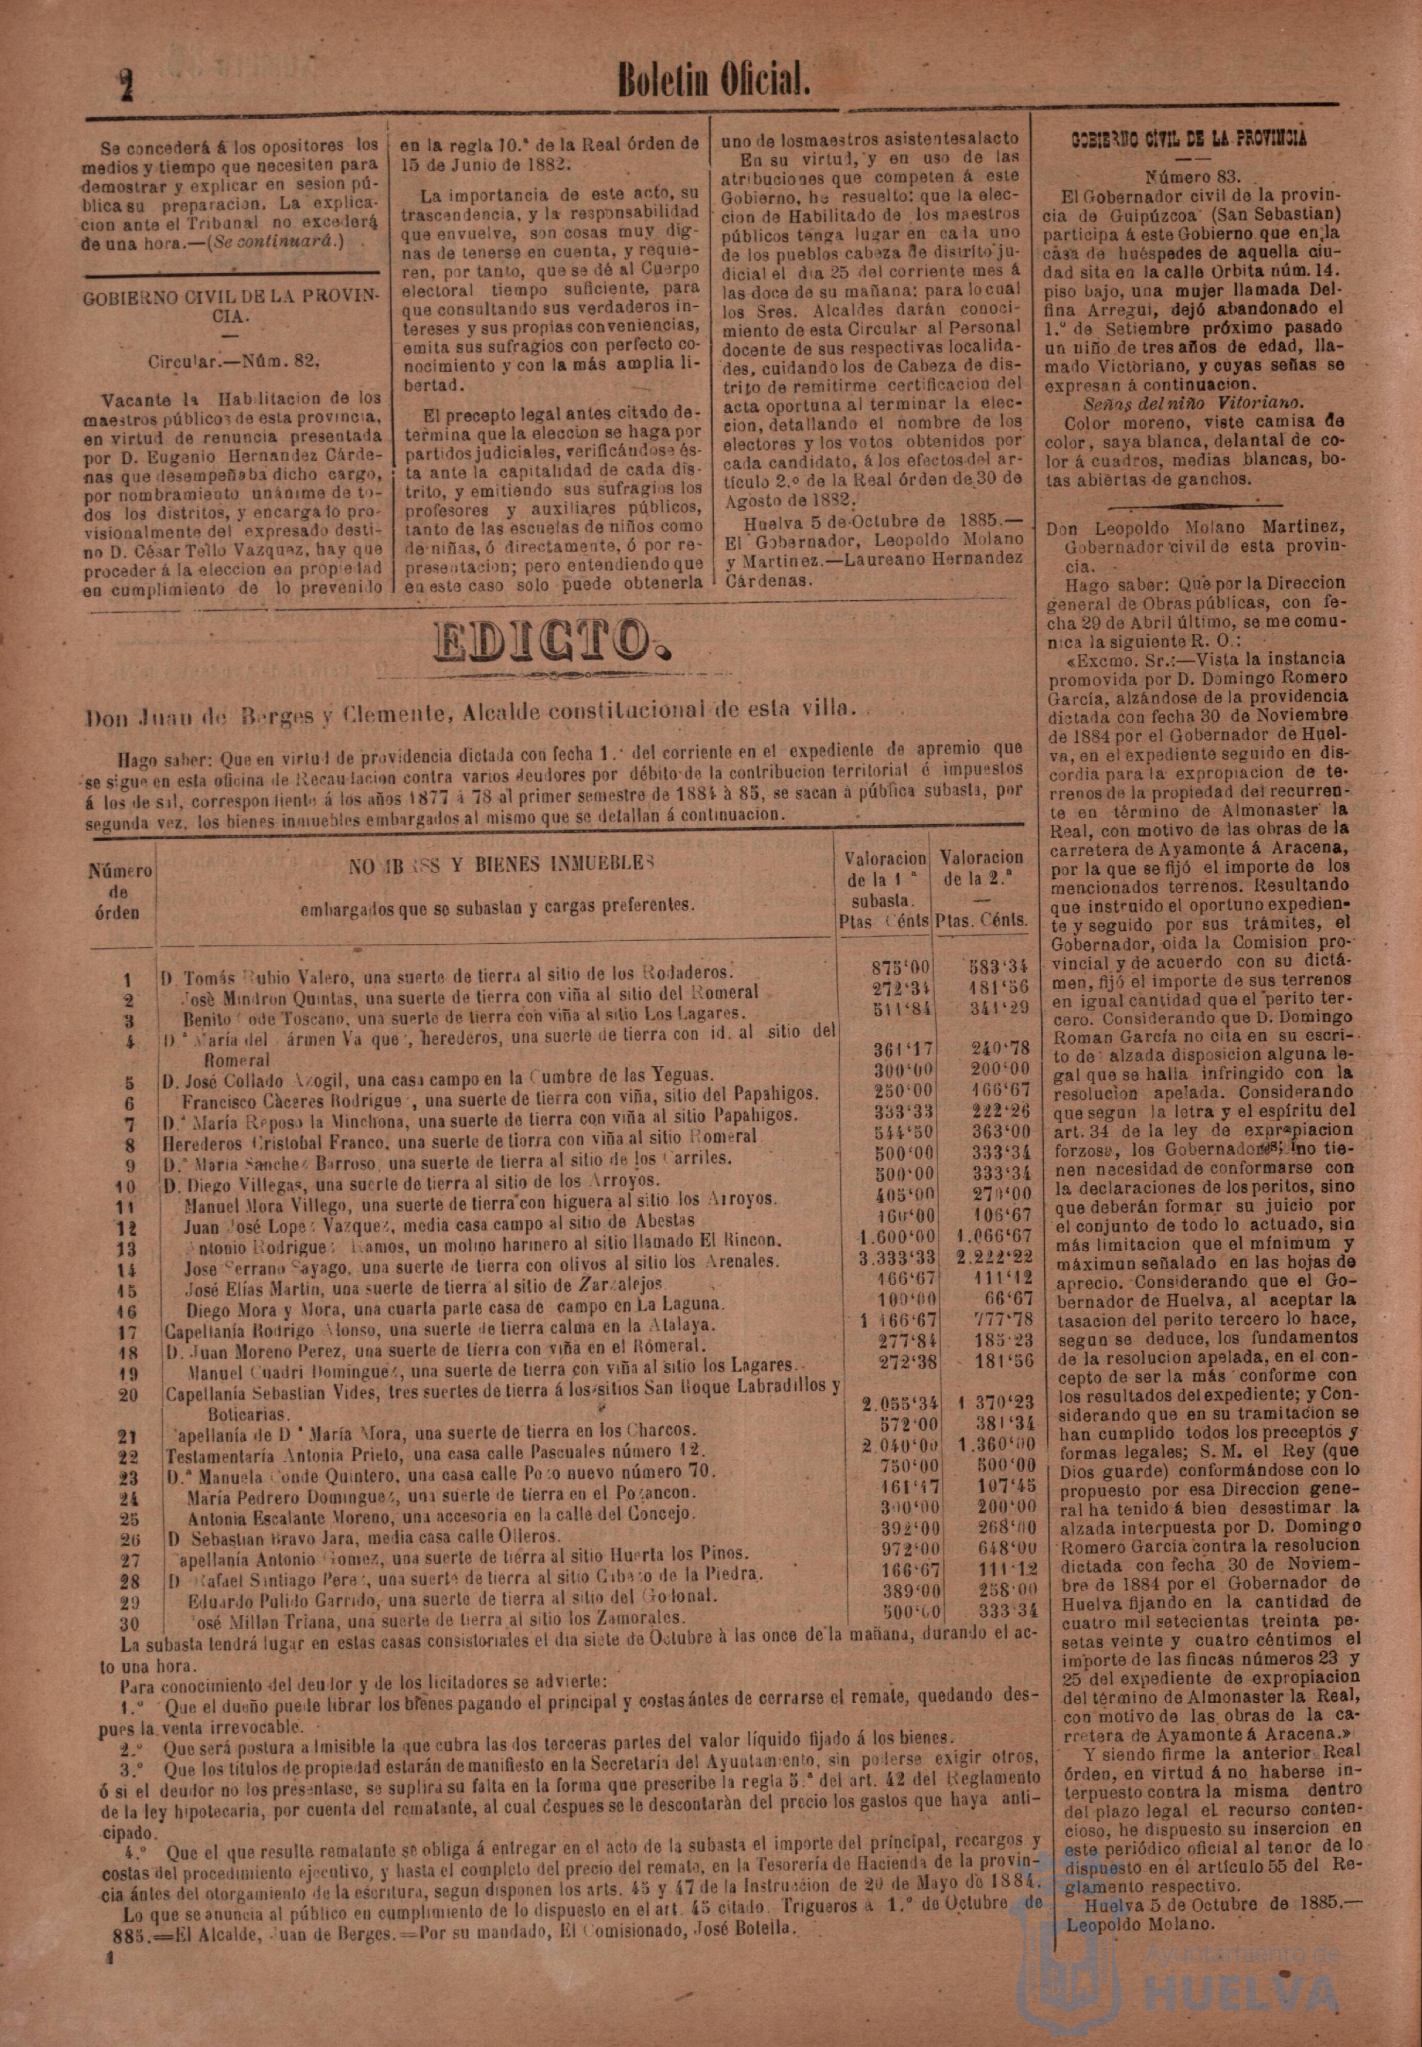 2
Boletin Oficial.
Se concederá á los opositores los
medios y tiempo que necesiten para
demostrar y explicar en sesion pú-
blica su preparacion. La explica-
cion ante el Tribunal no excederá
de una hora.—(Se continuará.)
GOBIERNO CIVIL DE LA PROVIN-
CIA.
Circular.—Núm. 82.
Vacante la Habilitacion de los
maestros públicos de esta provincia,
en virtud de renuncia presentada
por D. Eugenio Hernandez Cárde-
nas que desempeñaba dicho cargo,
por nombramiento unánime de to-
dos los distritos, y encargado pro-
visionalmente del expresado desti-
no D. César Tello Vazquez, hay que
proceder á la eleccion en propiedad
en cumplimiento de lo prevenido
en la regla 10.ª de la Real órden de
15 de Junio de 1882.
La importancia de este acto, su
trascendencia, y la responsabilidad
que envuelve, son cosas muy dig-
nas de tenerse en cuenta, y requie-
ren, por tanto, que se dé al Cuerpo
electoral tiempo suficiente, para
que consultando sus verdaderos in-
tereses y sus propias conveniencias,
emita sus sufragios con perfecto co-
nocimiento y con la más amplia li-
bertad.
El precepto legal antes citado de-
termina que la eleccion se haga por
partidos judiciales, verificándose és-
ta ante la capitalidad de cada dis-
trito, y emitiendo sus sufragios los
profesores y auxiliares públicos,
tanto de las escuelas de niños como
de niñas, ó directamente, ó por re-
presentacion; pero entendiendo que
en este caso solo puede obtenerla
uno de losmaestros asistentesalacto
En su virtud, y en uso de las
atribuciones que competen á este
Gobierno, he resuelto: que la elec-
cion de Habilitado de los maestros
públicos tenga lugar en cada uno
de los pueblos cabeza de distrito ju-
dicial el dia 25 del corriente mes á
las doce de su mañana; para lo cual
los Sres. Alcaldes darán conoci-
miento de esta Circular al Personal
docente de sus respectivas localida-
des, cuidando los de Cabeza de dis-
trito de remitirme certificacion del
acta oportuna al terminar la elec-
cion, detallando el nombre de los
electores y los votos obtenidos por
cada candidato, á los efectos del ar-
tículo 2.º de la Real órden de 30 de
Agosto de 1882.
Huelva 5 de Octubre de 1885.—
El Gobernador, Leopoldo Molano
y Martinez.—Laureano Hernandez
Cárdenas.
EDICTO.
Don Juan de Berges y Clemente, Alcalde constitucional de esta villa.
Hago saber: Que en virtud de providencia dictada con fecha 1.º del corriente en el expediente de apremio que
se sigue en esta oficina de Recaudacion contra varios deudores por débito de la contribucion territorial é impuestos
á los de sal, correspondiente á los años 1877 á 78 al primer semestre de 1884 à 85, se sacan à pública subasta, por
segunda vez, los bienes inmuebles embargados al mismo que se detallan á continuacion.
Número de órden | NOMBRES Y BIENES INMUEBLES embargados que se subastan y cargas preferentes. | Valoracion de la 1ª subasta. Ptas Cénts | Valoracion de la 2.ª — Ptas. Cénts.
1 D. Tomás Rubio Valero, una suerte de tierra al sitio de los Rodaderos. 875'00 583'34
2 José Mindron Quintas, una suerte de tierra con viña al sitio del Romeral 272'34 181'56
3 Benito Conde Toscano, una suerte de tierra con viña al sitio Los Lagares. 511'84 341'29
4 D.ª María del Cármen Va que , herederos, una suerte de tierra con id. al sitio del
Romeral 361'17 240'78
5 D. José Collado Azogil, una casa campo en la Cumbre de las Yeguas. 300'00 200'00
6 Francisco Càceres Rodrigue , una suerte de tierra con viña, sitio del Papahigos. 250'00 166'67
7 D.ª María Reposo la Minchona, una suerte de tierra con viña al sitio Papahigos. 333'33 222'26
8 Herederos Cristobal Franco, una suerte de tierra con viña al sitio Romeral 544'50 363'00
9 D.ª Maria Sanchez Barroso, una suerte de tierra al sitio de los Carriles. 500'00 333'34
10 D. Diego Villegas, una suerte de tierra al sitio de los Arroyos. 500'00 333'34
11 Manuel Mora Villego, una suerte de tierra con higuera al sitio los Arroyos. 405'00 270'00
12 Juan José Lopez Vazquez, media casa campo al sitio de Abestas 160'00 106'67
13 Antonio Rodriguez Ramos, un molino harinero al sitio llamado El Rincon. 1.600'00 1.066'67
14 Jose Serrano Sayago, una suerte de tierra con olivos al sitio los Arenales. 3.333'33 2.222'22
15 José Elías Martin, una suerte de tierra al sitio de Zarzalejos 166'67 111'12
16 Diego Mora y Mora, una cuarta parte casa de campo en La Laguna. 100'00 66'67
17 Capellanía Rodrigo Alonso, una suerte de tierra calma en la Atalaya. 1 166'67 777'78
18 D. Juan Moreno Perez, una suerte de tierra con viña en el Romeral. 277'84 185'23
19 Manuel Cuadri Dominguez, una suerte de tierra con viña al sitio los Lagares. 272'38 181'56
20 Capellanía Sebastian Vides, tres suertes de tierra á los sitios San Roque Labradillos y
Boticarias. 2.055'34 1 370'23
21 apellanía de D ª María Mora, una suerte de tierra en los Charcos. 572'00 381'34
22 Testamentaría Antonia Prieto, una casa calle Pascuales número 12. 2.040'00 1.360'00
23 D.ª Manuela Conde Quintero, una casa calle Pozo nuevo número 70. 750'00 500'00
24 María Pedrero Dominguez, una suerte de tierra en el Pozancon. 161'17 107'45
25 Antonia Escalante Moreno, una accesoria en la calle del Concejo. 300'00 200'00
26 D Sebastian Bravo Jara, media casa calle Olleros. 392'00 268'00
27 apellanía Antonio Gomez, una suerte de tierra al sitio Huerta los Pinos. 972'00 648'00
28 D Rafael Santiago Perez, una suerte de tierra al sitio Cabezo de la Piedra. 166'67 111'12
29 Eduardo Pulido Garrido, una suerte de tierra al sitio del Godonal. 389'00 258'00
30 José Millan Triana, una suerte de tierra al sitio los Zamorales. 500'00 333'34
La subasta tendrá lugar en estas casas consistoriales el dia siete de Octubre à las once de la mañana, durando el ac-
to una hora.
Para conocimiento del deudor y de los licitadores se advierte:
1.º Que el dueño puede librar los bienes pagando el principal y costas ántes de cerrarse el remate, quedando des-
pues la venta irrevocable.
2.º Que será postura admisible la que cubra las dos terceras partes del valor líquido fijado á los bienes.
3.º Que los titulos de propiedad estarán de manifiesto en la Secretaría del Ayuntamiento, sin poderse exigir otros,
ó si el deudor no los presentase, se suplirá su falta en la forma que prescribe la regla 5.ª del art. 42 del Reglamento
de la ley hipotecaria, por cuenta del rematante, al cual despues se le descontaràn del precio los gastos que haya anti-
cipado.
4.º Que el que resulte rematante se obliga á entregar en el acto de la subasta el importe del principal, recargos y
costas del procedimiento ejecutivo, y hasta el completo del precio del remato, en la Tesorería de Hacienda de la provin-
cia ántes del otorgamiento de la escritura, segun disponen los arts. 45 y 47 de la Instruccion de 20 de Mayo de 1884.
Lo que se anuncia al público en cumplimiento de lo dispuesto en el art. 45 citado. Trigueros à 1.º de Octubre de
885.=El Alcalde, Juan de Berges.=Por su mandado, El Comisionado, José Botella.
1
GOBIERNO CÍVIL DE LA PROVINCIA
Número 83.
El Gobernador civil de la provin-
cia de Guipúzcoa (San Sebastian)
participa á este Gobierno que en la
casa de huéspedes de aquella ciu-
dad sita en la calle Orbita núm. 14.
piso bajo, una mujer llamada Del-
fina Arregui, dejó abandonado el
1.º de Setiembre próximo pasado
un niño de tres años de edad, lla-
mado Victoriano, y cuyas señas se
expresan á continuacion.
Señas del niño Vitoriano.
Color moreno, viste camisa de
color, saya blanca, delantal de co-
lor á cuadros, medias blancas, bo-
tas abiertas de ganchos.
Don Leopoldo Molano Martinez,
Gobernador civil de esta provin-
cia.
Hago saber: Que por la Direccion
general de Obras públicas, con fe-
cha 29 de Abril último, se me comu-
nica la siguiente R. O.:
«Excmo. Sr.:—Vista la instancia
promovida por D. Domingo Romero
García, alzándose de la providencia
dictada con fecha 30 de Noviembre
de 1884 por el Gobernador de Huel-
va, en el expediente seguido en dis-
cordia para la expropiacion de te-
rrenos de la propiedad del recurren-
te en término de Almonaster la
Real, con motivo de las obras de la
carretera de Ayamonte á Aracena,
por la que se fijó el importe de los
mencionados terrenos. Resultando
que instruido el oportuno expedien-
te y seguido por sus trámites, el
Gobernador, oida la Comision pro-
vincial y de acuerdo con su dictá-
men, fijó el importe de sus terrenos
en igual cantidad que el perito ter-
cero. Considerando que D. Domingo
Roman García no cita en su escri-
to de alzada disposicion alguna le-
gal que se halla infringido con la
resolucion apelada. Considerando
que segun la letra y el espíritu del
art. 34 de la ley de expropiacion
forzosa, los Gobernadores no tie-
nen necesidad de conformarse con
la declaraciones de los peritos, sino
que deberán formar su juicio por
el conjunto de todo lo actuado, sin
más limitacion que el mínimum y
máximun señalado en las hojas de
aprecio. Considerando que el Go-
bernador de Huelva, al aceptar la
tasacion del perito tercero lo hace,
segun se deduce, los fundamentos
de la resolucion apelada, en el con-
cepto de ser la más conforme con
los resultados del expediente; y Con-
siderando que en su tramitacion se
han cumplido todos los preceptos y
formas legales; S. M. el Rey (que
Dios guarde) conformándose con lo
propuesto por esa Direccion gene-
ral ha tenido á bien desestimar la
alzada interpuesta por D. Domingo
Romero García contra la resolucion
dictada con fecha 30 de Noviem-
bre de 1884 por el Gobernador de
Huelva fijando en la cantidad de
cuatro mil setecientas treinta pe-
setas veinte y cuatro céntimos el
importe de las fincas números 23 y
25 del expediente de expropiacion
del término de Almonaster la Real,
con motivo de las obras de la ca-
rretera de Ayamonte á Aracena.»
Y siendo firme la anterior Real
órden, en virtud á no haberse in-
terpuesto contra la misma dentro
del plazo legal el recurso conten-
cioso, he dispuesto su insercion en
este periódico oficial al tenor de lo
dispuesto en el artículo 55 del Re-
glamento respectivo.
Huelva 5 de Octubre de 1885.—
Leopoldo Molano.
Ayuntamiento de
HUELVA